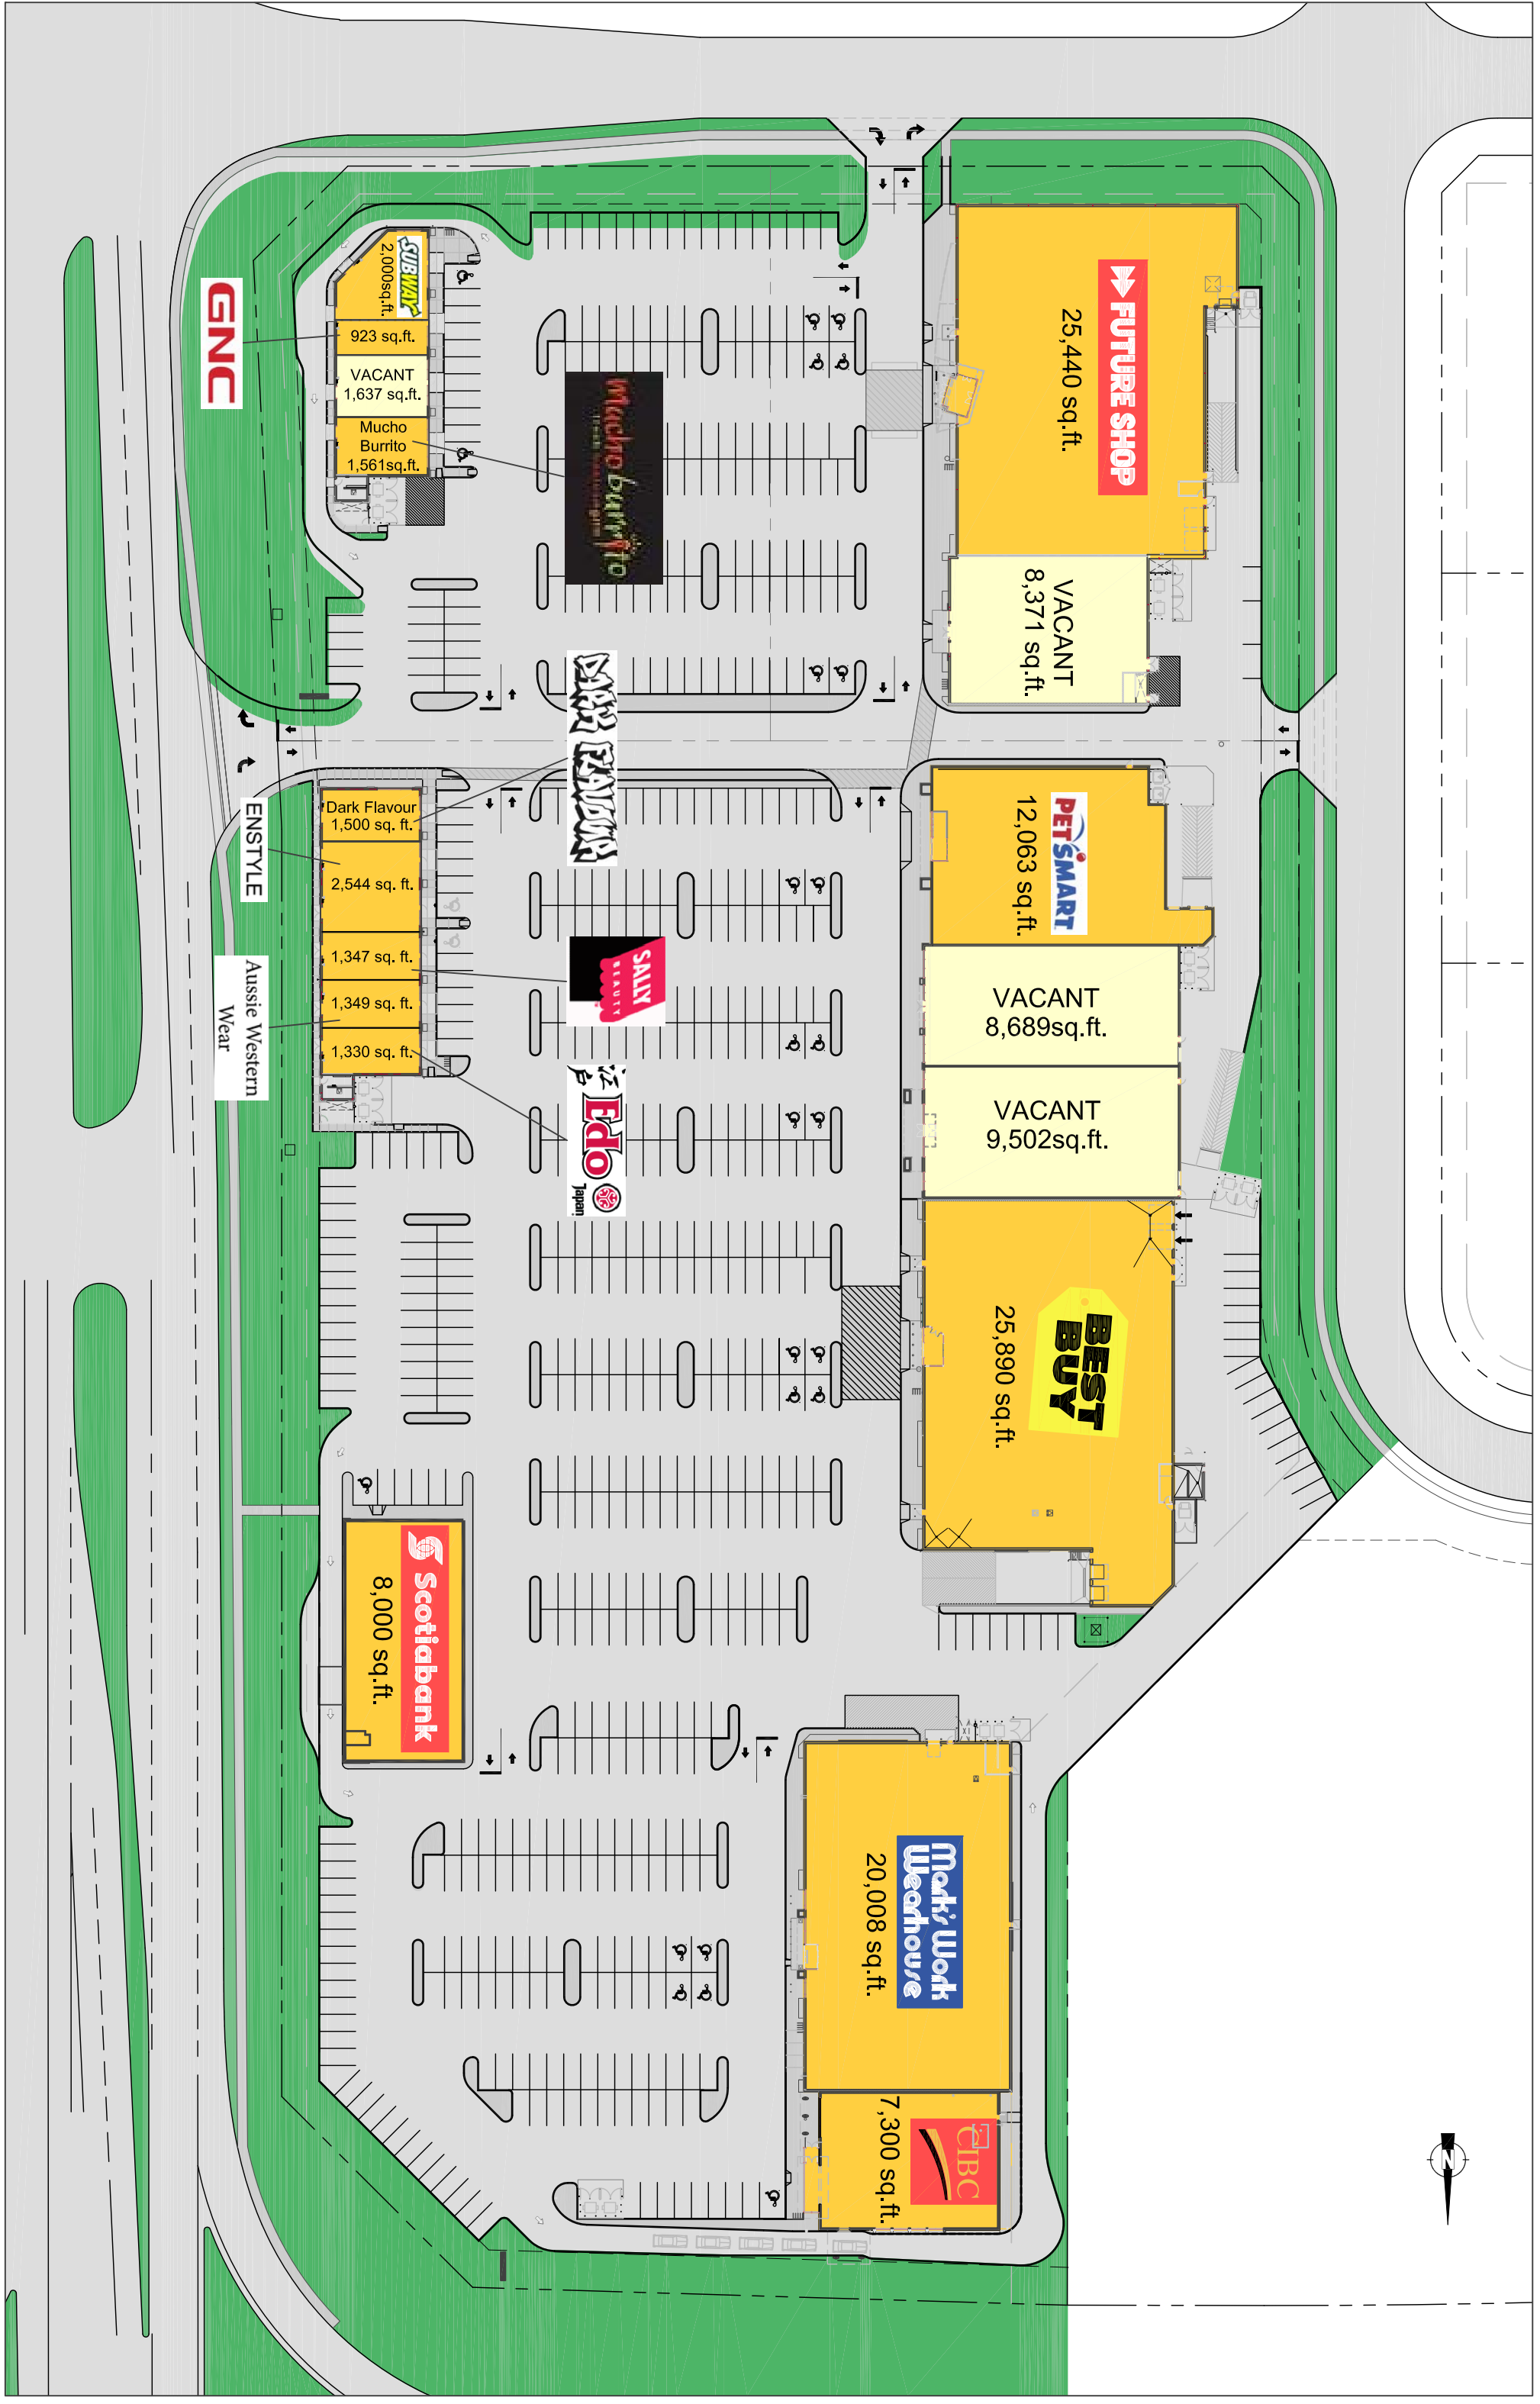 SUBWAY
2,000sq.ft.
923 sq.ft.
GNC
VACANT
1,637 sq.ft.
Mucho
Burrito
1,561sq.ft.
Mucho burrito
FUTURE SHOP
25,440 sq.ft.
VACANT
8,371 sq.ft.
DARK FLAVOUR
Dark Flavour
1,500 sq. ft.
ENSTYLE
2,544 sq. ft.
1,347 sq. ft.
SALLY
BEAUTY
1,349 sq. ft.
Aussie Western
Wear
1,330 sq. ft.
江戸
Edo
Japan
PETSMART
12,063 sq.ft.
VACANT
8,689sq.ft.
VACANT
9,502sq.ft.
BEST
BUY
25,890 sq.ft.
Scotiabank
8,000 sq.ft.
Mark's Work
Wearhouse
20,008 sq.ft.
CIBC
7,300 sq.ft.
N